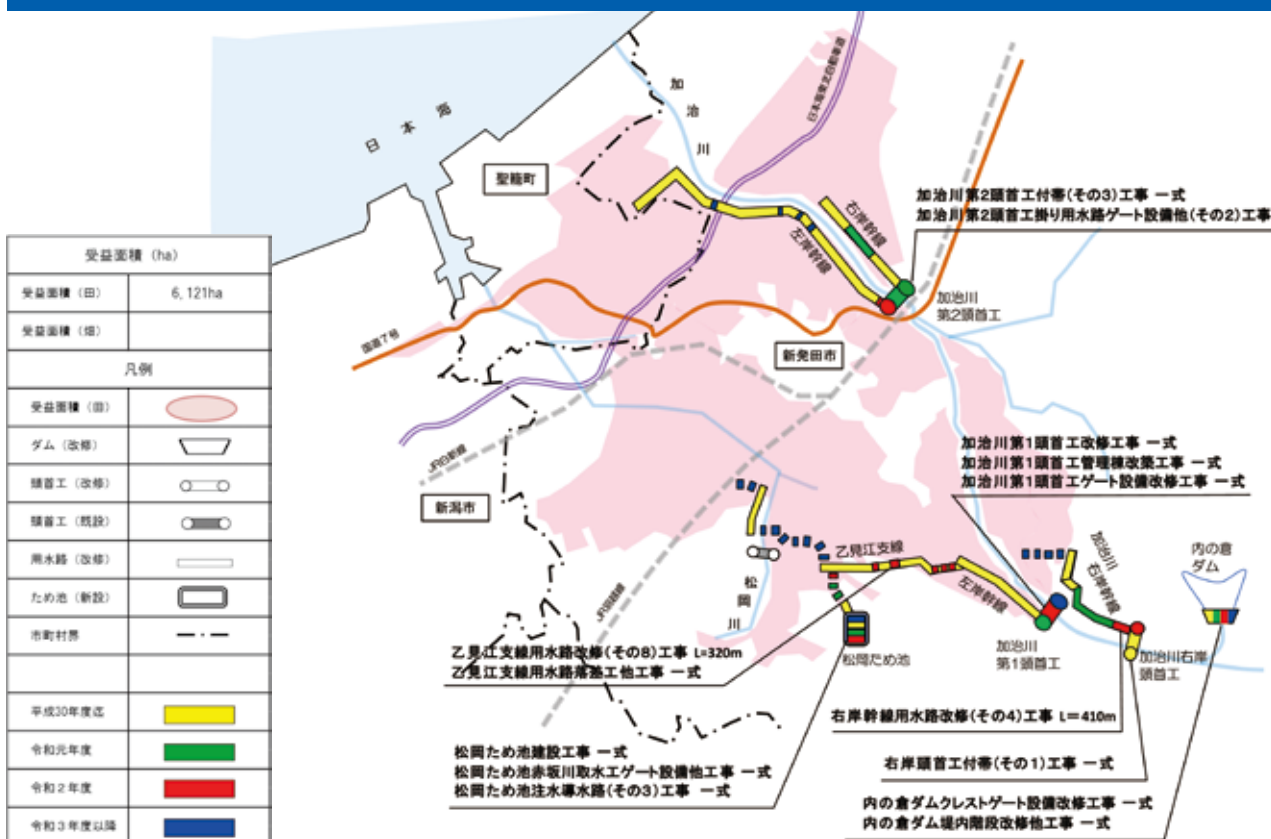 受益面積 (ha)
受益面積 (田) 6,121ha
受益面積 (畑)
凡例
受益面積 (田)
ダム (改修)
頭首工 (改修)
頭首工 (既設)
用水路 (改修)
ため池 (新設)
市町村界
平成30年度迄
令和元年度
令和2年度
令和3年度以降
日本海
加治川
日本海東北自動車道
聖籠町
右岸幹線
左岸幹線
加治川第2頭首工付帯(その3)工事 一式
加治川第2頭首工掛り用水路ゲート設備他(その2)工事
加治川
第2頭首工
国道7号
新発田市
JR白新線
新潟市
JR羽越線
加治川第1頭首工改修工事 一式
加治川第1頭首工管理棟改築工事 一式
加治川第1頭首工ゲート設備改修工事 一式
乙見江支線
左岸幹線
加治川
右岸幹線
内の倉
ダム
松岡川
松岡ため池
加治川
第1頭首工
加治川右岸
頭首工
乙見江支線用水路改修(その8)工事 L=320m
乙見江支線用水路落差工他工事 一式
右岸幹線用水路改修(その4)工事 L=410m
松岡ため池建設工事 一式
松岡ため池赤坂川取水工ゲート設備他工事 一式
松岡ため池注水導水路(その3)工事 一式
右岸頭首工付帯(その1)工事 一式
内の倉ダムクレストゲート設備改修工事 一式
内の倉ダム堤内階段改修他工事 一式